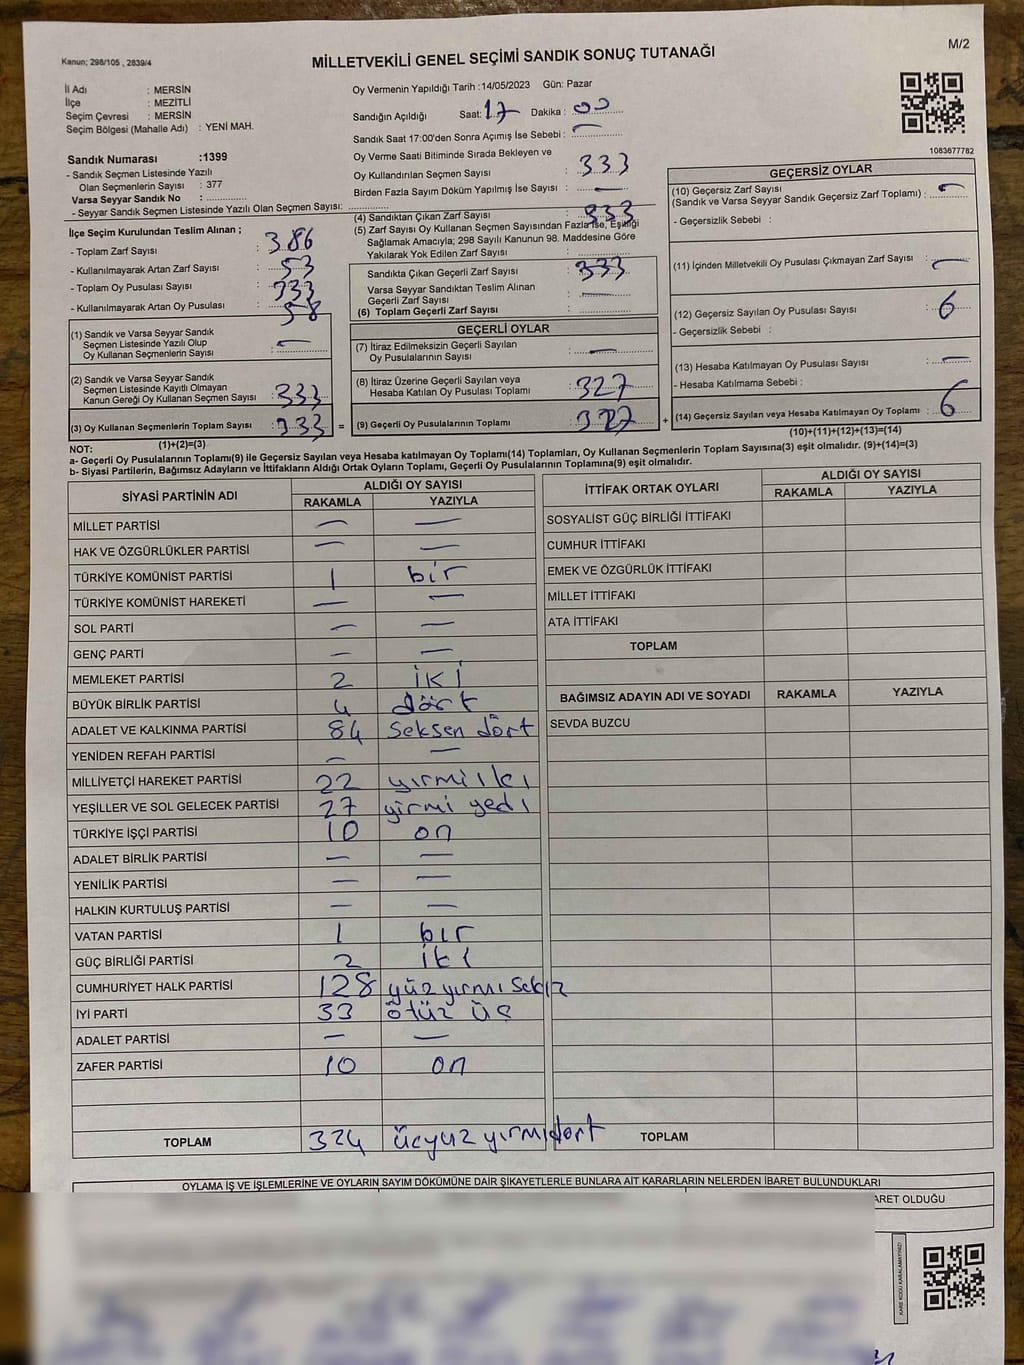 M/2
Kanun; 298/105 , 2839/4
MİLLETVEKİLİ GENEL SEÇİMİ SANDIK SONUÇ TUTANAĞI
İl Adı : MERSİN
İlçe : MEZİTLİ
Seçim Çevresi : MERSİN
Seçim Bölgesi (Mahalle Adı) : YENİ MAH.
Sandık Numarası :1399
- Sandık Seçmen Listesinde Yazılı
Olan Seçmenlerin Sayısı : 377
Varsa Seyyar Sandık No :
- Seyyar Sandık Seçmen Listesinde Yazılı Olan Seçmen Sayısı:
Oy Vermenin Yapıldığı Tarih :14/05/2023 Gün: Pazar
Sandığın Açıldığı Saat: 17 Dakika : 00
Sandık Saat 17:00'den Sonra Açılmış İse Sebebi : —
Oy Verme Saati Bitiminde Sırada Bekleyen ve
Oy Kullandırılan Seçmen Sayısı : 333
Birden Fazla Sayım Döküm Yapılmış İse Sayısı : —
1083677782
İlçe Seçim Kurulundan Teslim Alınan ;
- Toplam Zarf Sayısı : 386
- Kullanılmayarak Artan Zarf Sayısı : 53
- Toplam Oy Pusulası Sayısı : 333
- Kullanılmayarak Artan Oy Pusulası : 58
(1) Sandık ve Varsa Seyyar Sandık
Seçmen Listesinde Yazılı Olup
Oy Kullanan Seçmenlerin Sayısı : —
(2) Sandık ve Varsa Seyyar Sandık
Seçmen Listesinde Kayıtlı Olmayan
Kanun Gereği Oy Kullanan Seçmen Sayısı : 333
(3) Oy Kullanan Seçmenlerin Toplam Sayısı : 333 =
(1)+(2)=(3)
(4) Sandıktan Çıkan Zarf Sayısı : 333
(5) Zarf Sayısı Oy Kullanan Seçmen Sayısından Fazla İse, Eşitliği
Sağlamak Amacıyla; 298 Sayılı Kanunun 98. Maddesine Göre
Yakılarak Yok Edilen Zarf Sayısı :
Sandıkta Çıkan Geçerli Zarf Sayısı : 333
Varsa Seyyar Sandıktan Teslim Alınan
Geçerli Zarf Sayısı : —
(6) Toplam Geçerli Zarf Sayısı :
GEÇERLİ OYLAR
(7) İtiraz Edilmeksizin Geçerli Sayılan
Oy Pusulalarının Sayısı : —
(8) İtiraz Üzerine Geçerli Sayılan veya
Hesaba Katılan Oy Pusulası Toplamı : 327
(9) Geçerli Oy Pusulalarının Toplamı : 327 +
GEÇERSİZ OYLAR
(10) Geçersiz Zarf Sayısı
(Sandık ve Varsa Seyyar Sandık Geçersiz Zarf Toplamı) : —
- Geçersizlik Sebebi :
(11) İçinden Milletvekili Oy Pusulası Çıkmayan Zarf Sayısı : —
(12) Geçersiz Sayılan Oy Pusulası Sayısı : 6
- Geçersizlik Sebebi :
(13) Hesaba Katılmayan Oy Pusulası Sayısı : —
- Hesaba Katılmama Sebebi :
(14) Geçersiz Sayılan veya Hesaba Katılmayan Oy Toplamı : 6
(10)+(11)+(12)+(13)=(14)
NOT:
a- Geçerli Oy Pusulalarının Toplamı(9) ile Geçersiz Sayılan veya Hesaba Katılmayan Oy Toplamı(14) Toplamları, Oy Kullanan Seçmenlerin Toplam Sayısına(3) eşit olmalıdır. (9)+(14)=(3)
b- Siyasi Partilerin, Bağımsız Adayların ve İttifakların Aldığı Ortak Oyların Toplamı, Geçerli Oy Pusulalarının Toplamına(9) eşit olmalıdır.
SİYASİ PARTİNİN ADI ALDIĞI OY SAYISI
RAKAMLA YAZIYLA
MİLLET PARTİSİ — —
HAK VE ÖZGÜRLÜKLER PARTİSİ — —
TÜRKİYE KOMÜNİST PARTİSİ 1 bir
TÜRKİYE KOMÜNİST HAREKETİ — —
SOL PARTİ — —
GENÇ PARTİ — —
MEMLEKET PARTİSİ 2 İKİ
BÜYÜK BİRLİK PARTİSİ 4 dört
ADALET VE KALKINMA PARTİSİ 84 Seksen dört
YENİDEN REFAH PARTİSİ — —
MİLLİYETÇİ HAREKET PARTİSİ 22 yırmi ıkı
YEŞİLLER VE SOL GELECEK PARTİSİ 27 yirmi yedı
TÜRKİYE İŞÇİ PARTİSİ 10 on
ADALET BİRLİK PARTİSİ — —
YENİLİK PARTİSİ — —
HALKIN KURTULUŞ PARTİSİ — —
VATAN PARTİSİ 1 bır
GÜÇ BİRLİĞİ PARTİSİ 2 iki
CUMHURİYET HALK PARTİSİ 128 yüz yırmı Sekız
İYİ PARTİ 33 ötüz üç
ADALET PARTİSİ — —
ZAFER PARTİSİ 10 on
TOPLAM 324 üçyüz yırmıdört
İTTİFAK ORTAK OYLARI ALDIĞI OY SAYISI
RAKAMLA YAZIYLA
SOSYALİST GÜÇ BİRLİĞİ İTTİFAKI
CUMHUR İTTİFAKI
EMEK VE ÖZGÜRLÜK İTTİFAKI
MİLLET İTTİFAKI
ATA İTTİFAKI
TOPLAM
BAĞIMSIZ ADAYIN ADI VE SOYADI RAKAMLA YAZIYLA
SEVDA BUZCU
TOPLAM
OYLAMA İŞ VE İŞLEMLERİNE VE OYLARIN SAYIM DÖKÜMÜNE DAİR ŞİKAYETLERLE BUNLARA AİT KARARLARIN NELERDEN İBARET BULUNDUKLARI
ARET OLDUĞU
KARE KODU KARALAMAYINIZ!